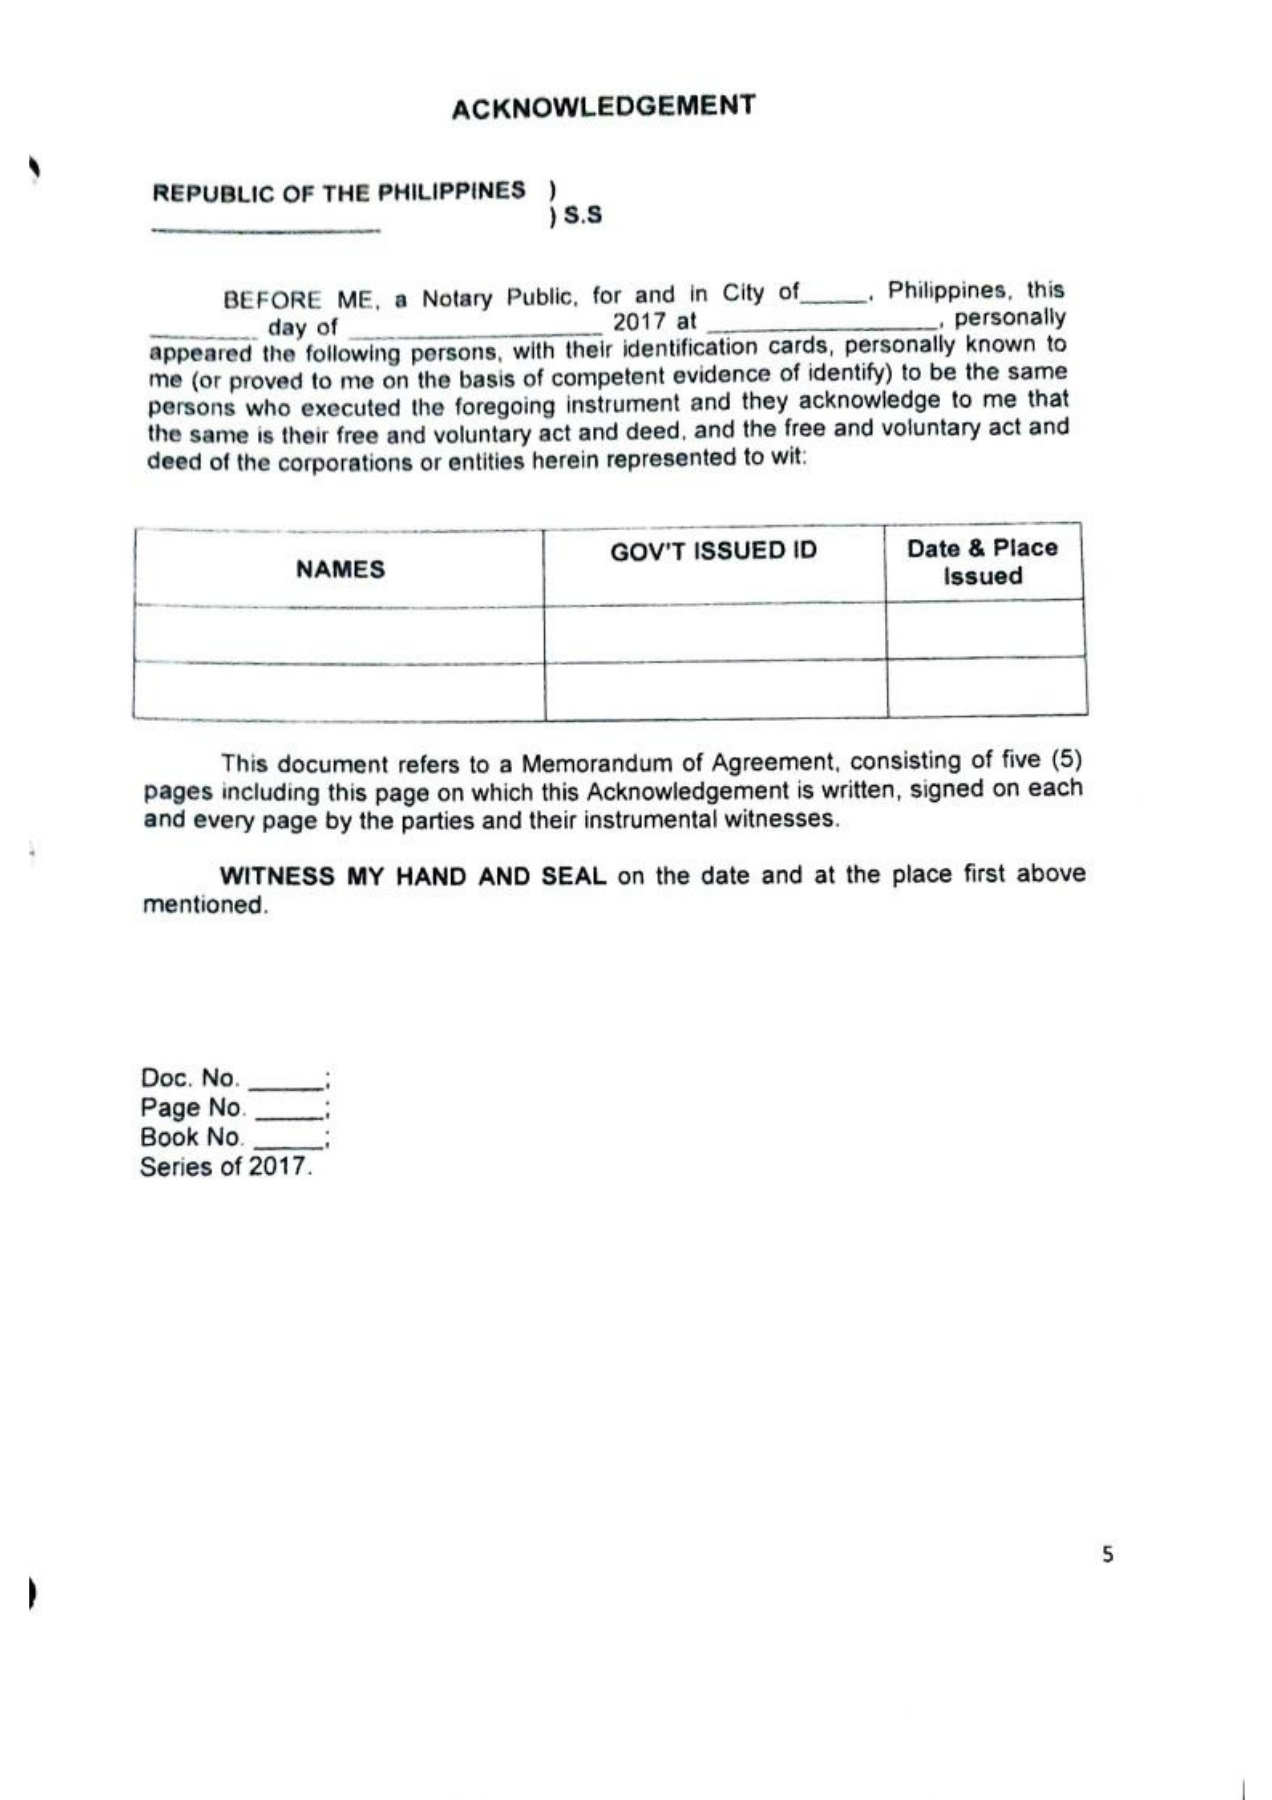 ACKNOWLEDGEMENT
REPUBLIC OF THE PHILIPPINES )
_________________ ) S.S
BEFORE ME, a Notary Public, for and in City of_____, Philippines, this
________ day of ___________________ 2017 at _________________, personally
appeared the following persons, with their identification cards, personally known to
me (or proved to me on the basis of competent evidence of identify) to be the same
persons who executed the foregoing instrument and they acknowledge to me that
the same is their free and voluntary act and deed, and the free and voluntary act and
deed of the corporations or entities herein represented to wit:
NAMES
GOV'T ISSUED ID
Date & Place
Issued
This document refers to a Memorandum of Agreement, consisting of five (5)
pages including this page on which this Acknowledgement is written, signed on each
and every page by the parties and their instrumental witnesses.
WITNESS MY HAND AND SEAL on the date and at the place first above
mentioned.
Doc. No. ______;
Page No. _____;
Book No. _____;
Series of 2017.
5